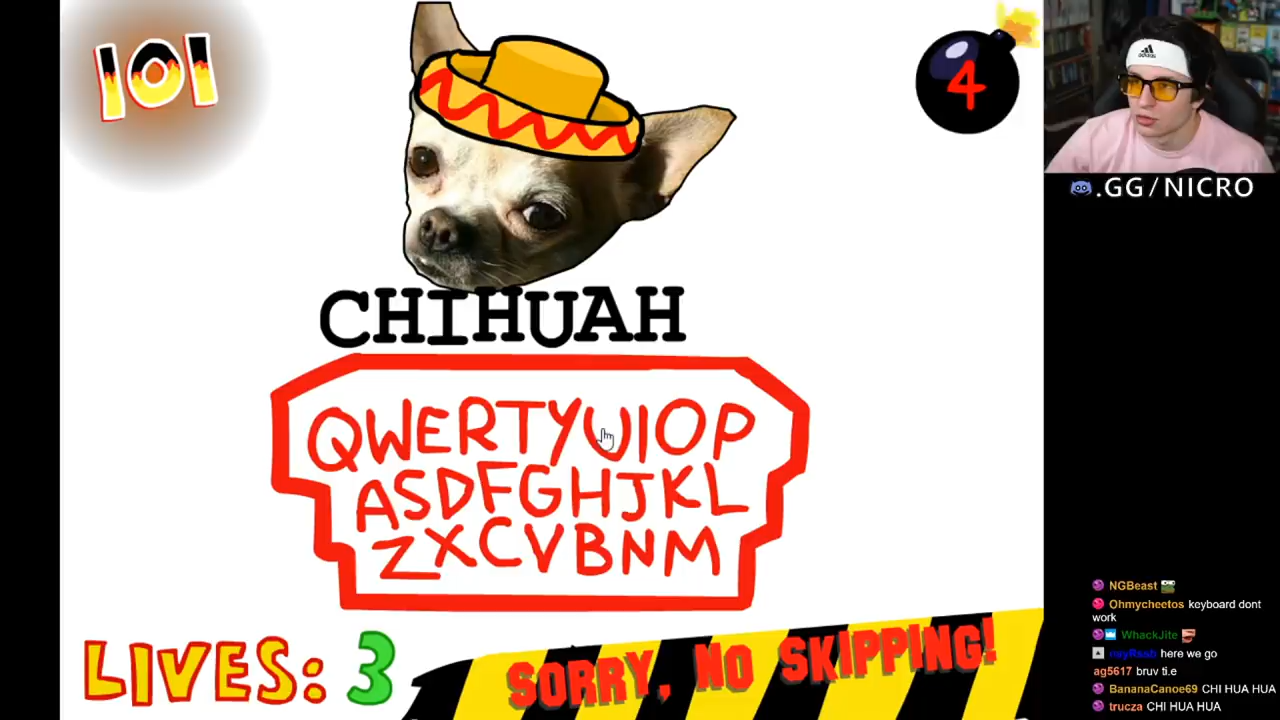 101
4
CHIHUAH
QWERTYUIOP
ASDFGHJKL
ZXCVBNM
LIVES: 3
SORRY, NO SKIPPING!
adidas
.GG/NICRO
NGBeast
Ohmycheetos keyboard dont
work
WhackJite
here we go
ag5617 bruv ti.e
BananaCanoe69 CHI HUA HUA
trucza CHI HUA HUA